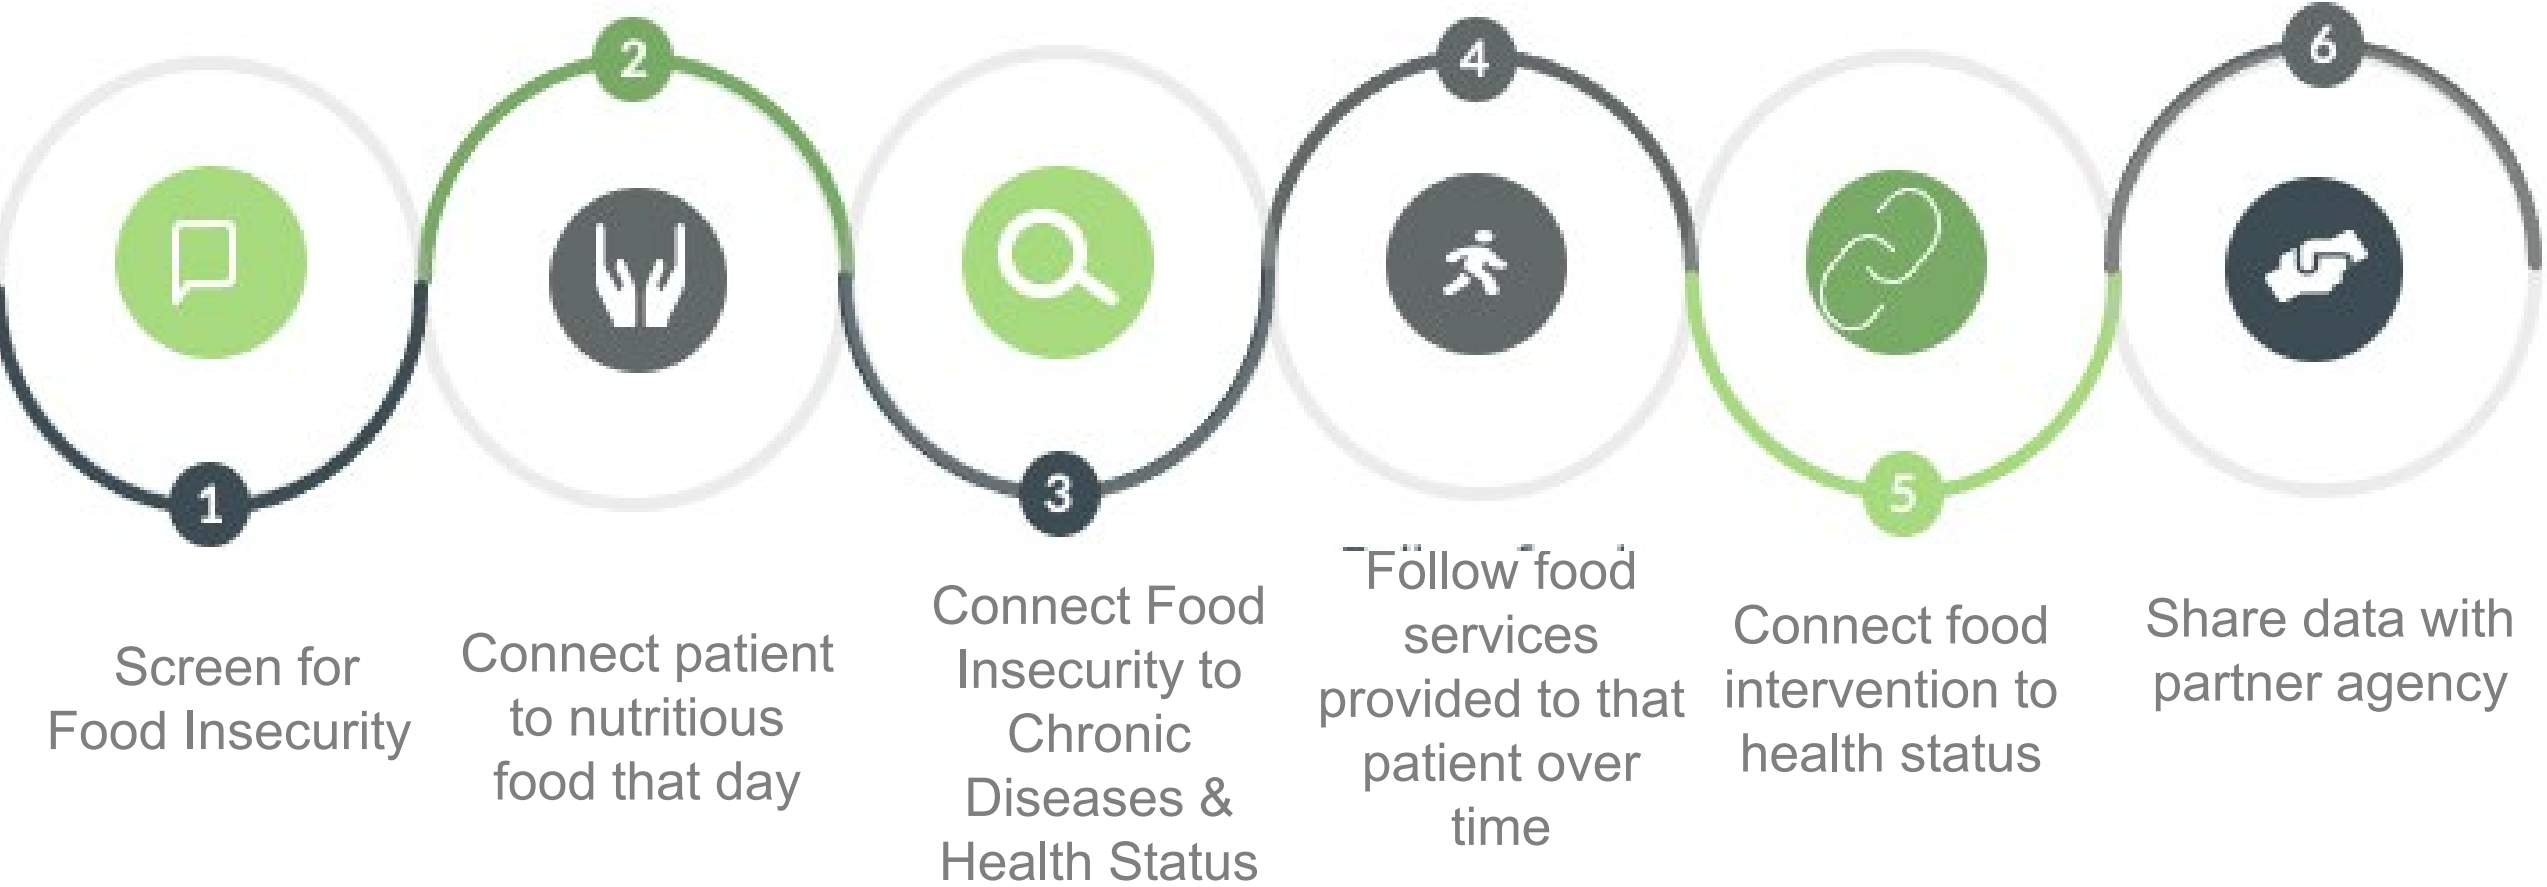 1
Screen for
Food Insecurity
2
Connect patient
to nutritious
food that day
3
Connect Food
Insecurity to
Chronic
Diseases &
Health Status
4
Follow food
services
provided to that
patient over
time
5
Connect food
intervention to
health status
6
Share data with
partner agency